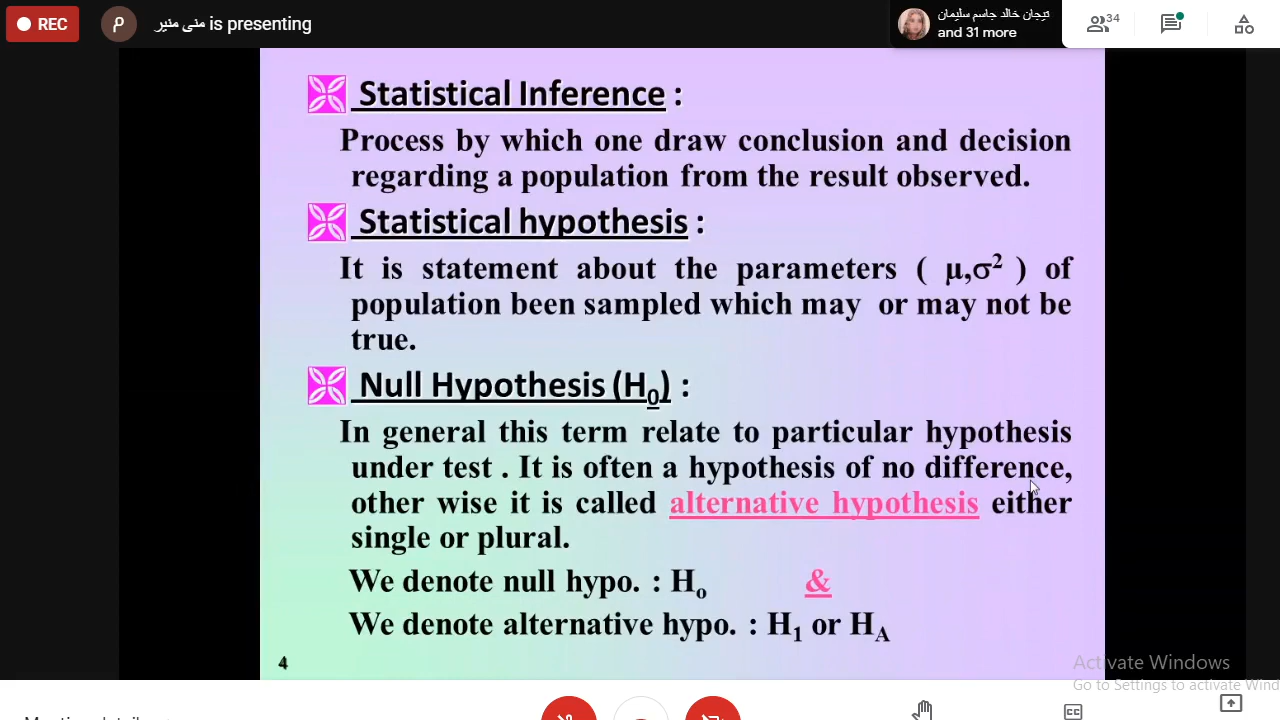 REC
م
منى منير is presenting
تيجان خالد جاسم سليمان
and 31 more
34
Statistical Inference :
Process by which one draw conclusion and decision
regarding a population from the result observed.
Statistical hypothesis :
It is statement about the parameters ( μ,σ² ) of
population been sampled which may or may not be
true.
Null Hypothesis (H₀) :
In general this term relate to particular hypothesis
under test . It is often a hypothesis of no difference,
other wise it is called alternative hypothesis either
single or plural.
We denote null hypo. : Hₒ &
We denote alternative hypo. : H₁ or H_A
4
Activate Windows
Go to Settings to activate Wind
CC